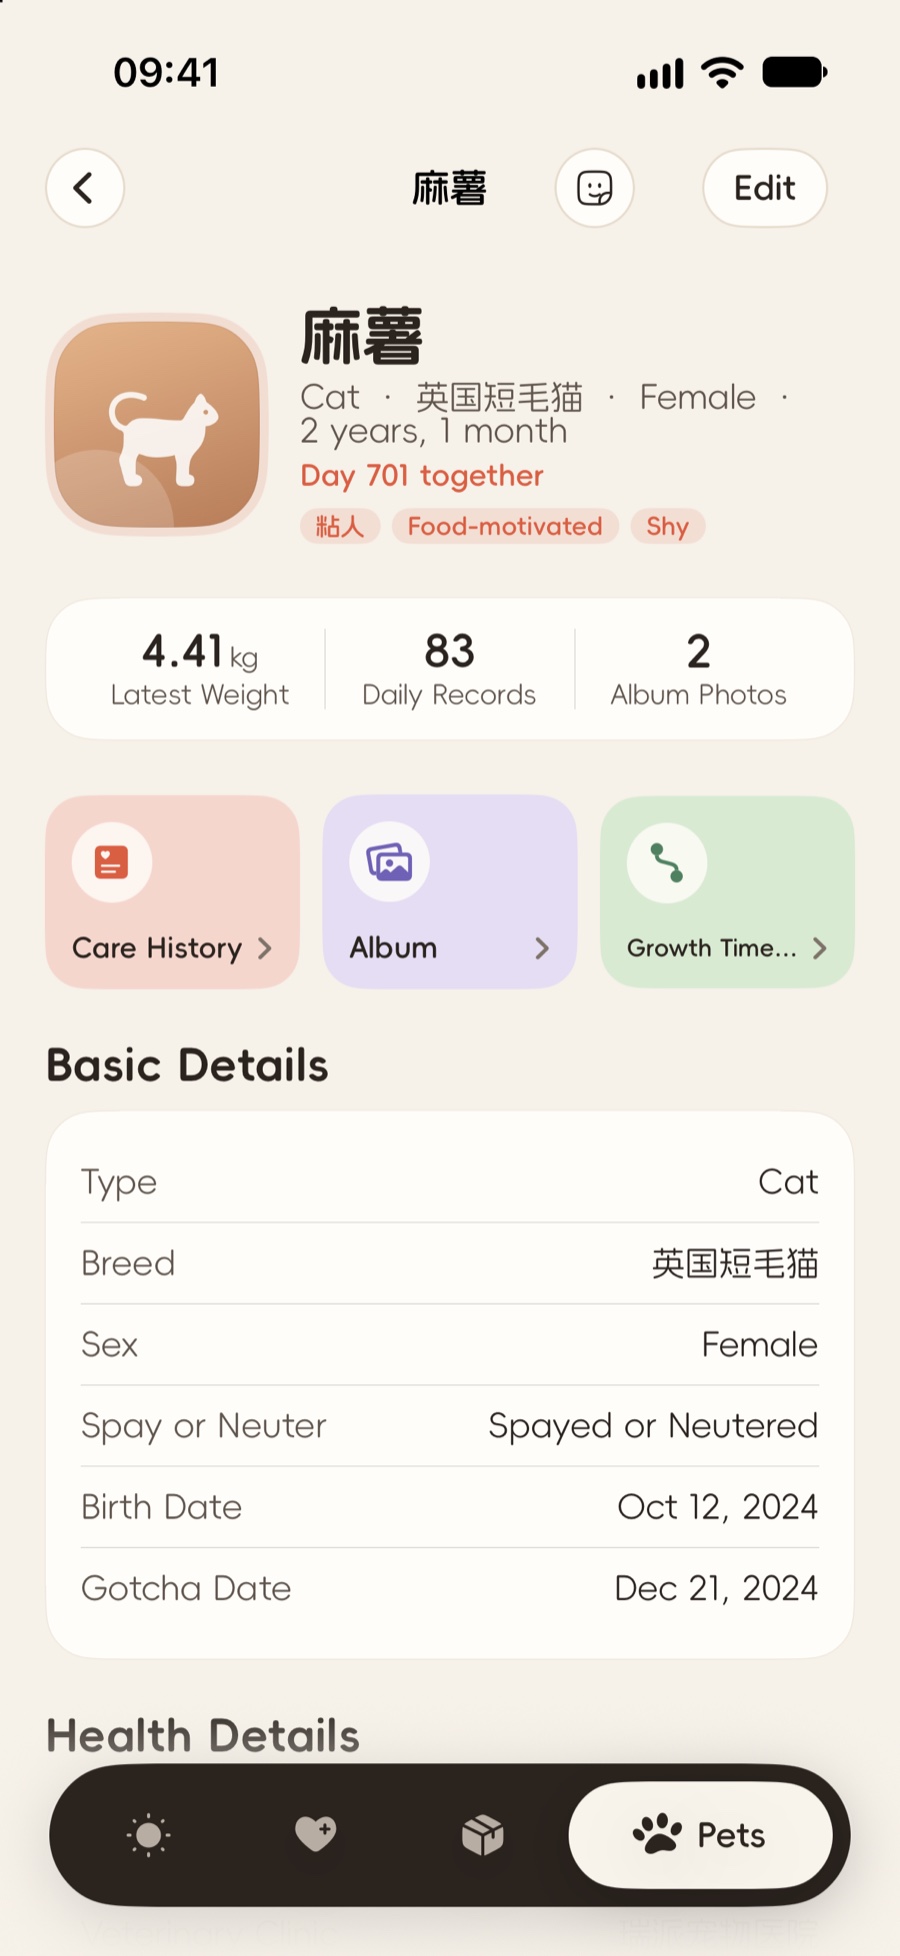 09:41
麻薯
Edit
麻薯
Cat · 英国短毛猫 · Female ·
2 years, 1 month
Day 701 together
粘人 Food-motivated Shy
4.41 kg 83 2
Latest Weight Daily Records Album Photos
Care History Album Growth Time...
Basic Details
Type Cat
Breed 英国短毛猫
Sex Female
Spay or Neuter Spayed or Neutered
Birth Date Oct 12, 2024
Gotcha Date Dec 21, 2024
Health Details
Pets
Veterinary Clinic